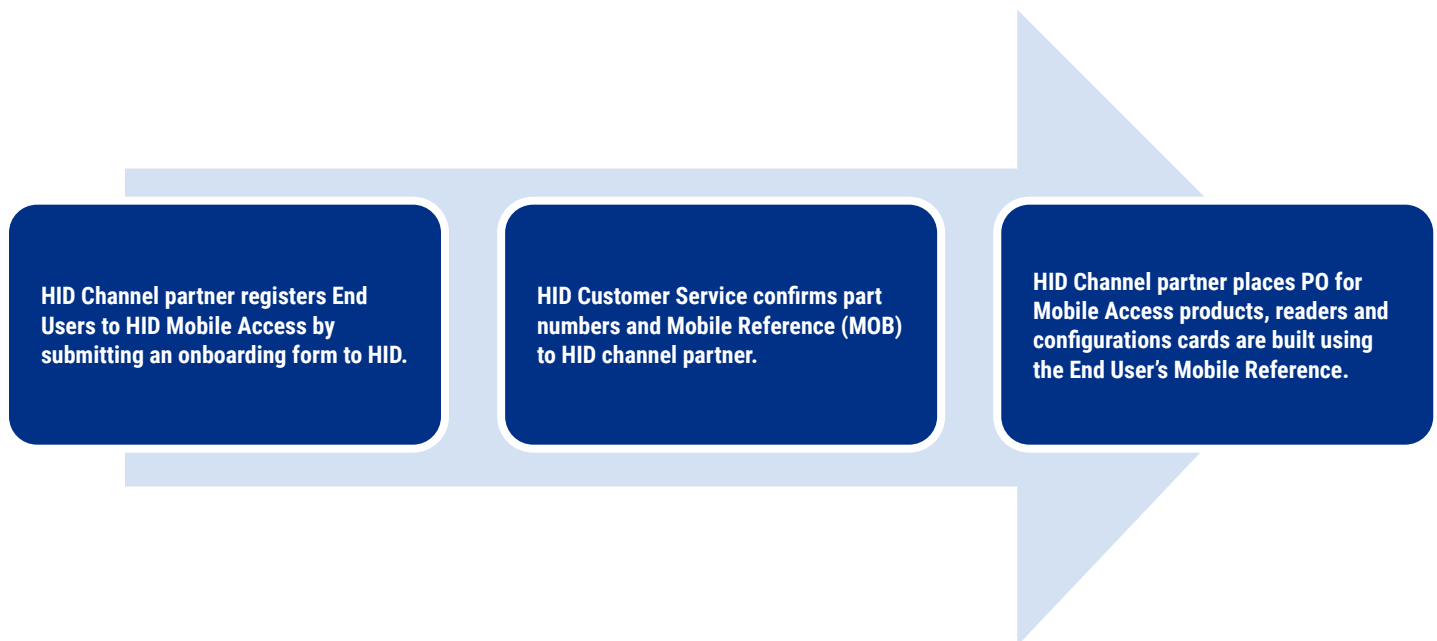 HID Channel partner registers End
Users to HID Mobile Access by
submitting an onboarding form to HID.
HID Customer Service confirms part
numbers and Mobile Reference (MOB)
to HID channel partner.
HID Channel partner places PO for
Mobile Access products, readers and
configurations cards are built using
the End User’s Mobile Reference.